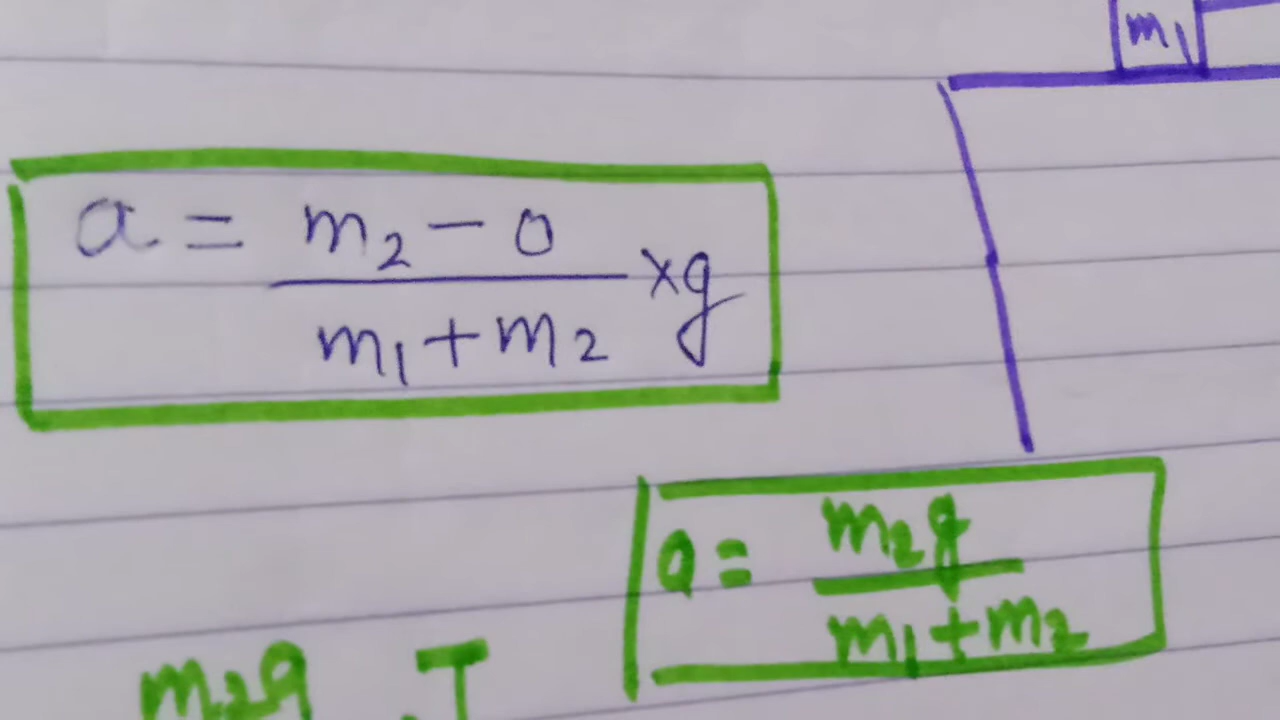 m₁
a = m₂ - 0 / m₁ + m₂ × g
a = m₂g / m₁ + m₂
m₂g T